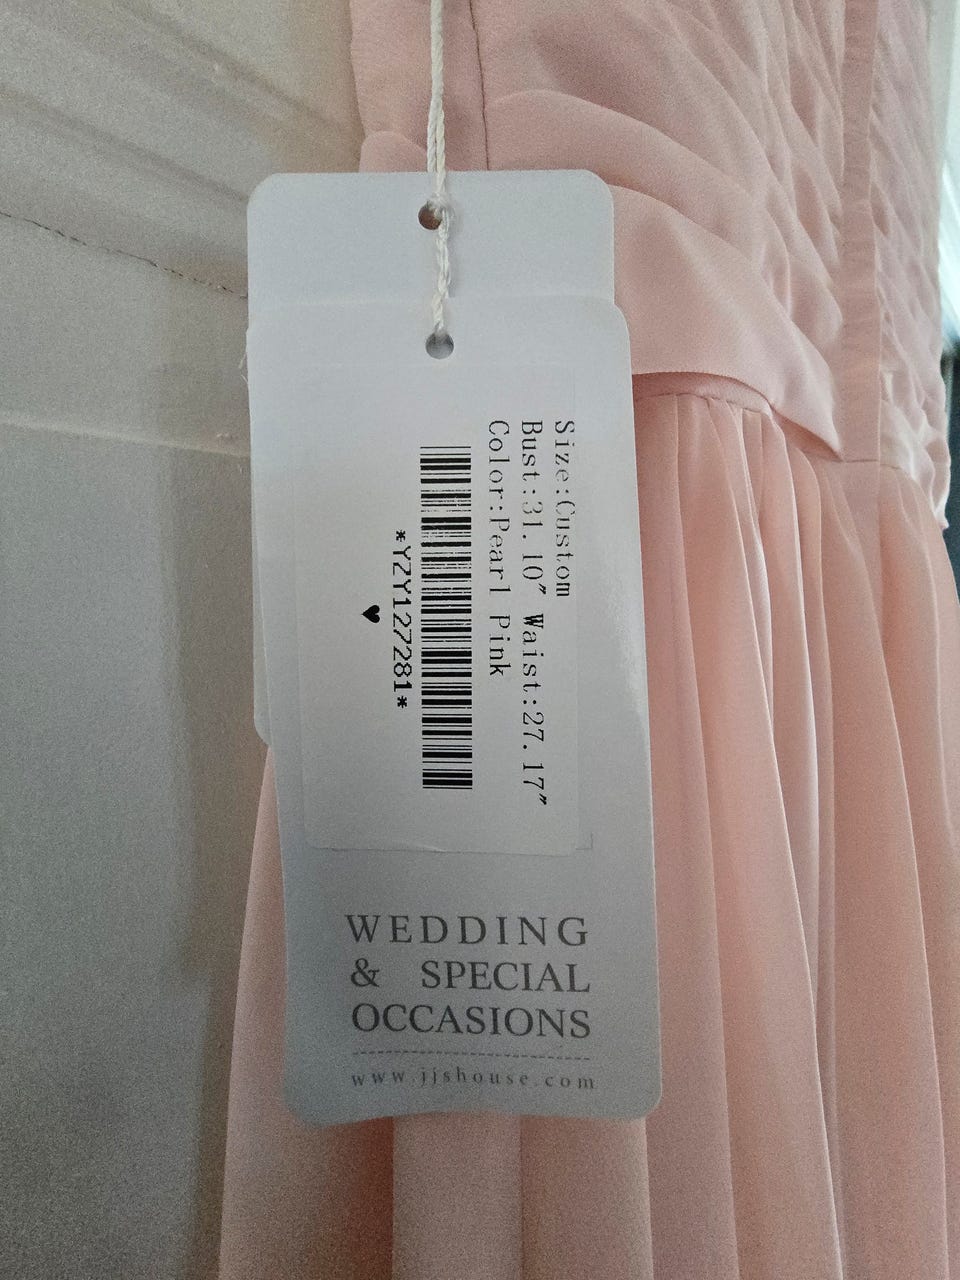 Size:Custom
Bust:31.10" Waist:27.17"
Color:Pearl Pink
*YZY127281*
♥
WEDDING
& SPECIAL
OCCASIONS
www.jjshouse.com